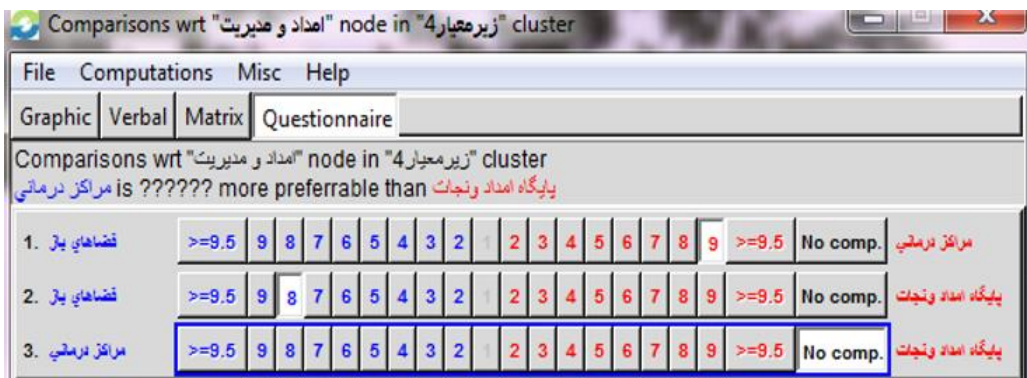 Comparisons wrt "امداد و مدیریت" node in "زیرمعیار4" cluster
File Computations Misc Help
Graphic Verbal Matrix Questionnaire
Comparisons wrt "امداد و مدیریت" node in "زیرمعیار4" cluster
مراکز درمانی is ?????? more preferrable than پایگاه امداد ونجات
1. فضاهای باز >=9.5 9 8 7 6 5 4 3 2 1 2 3 4 5 6 7 8 9 >=9.5 No comp. مراکز درمانی
2. فضاهای باز >=9.5 9 8 7 6 5 4 3 2 1 2 3 4 5 6 7 8 9 >=9.5 No comp. پایگاه امداد ونجات
3. مراکز درمانی >=9.5 9 8 7 6 5 4 3 2 1 2 3 4 5 6 7 8 9 >=9.5 No comp. پایگاه امداد ونجات